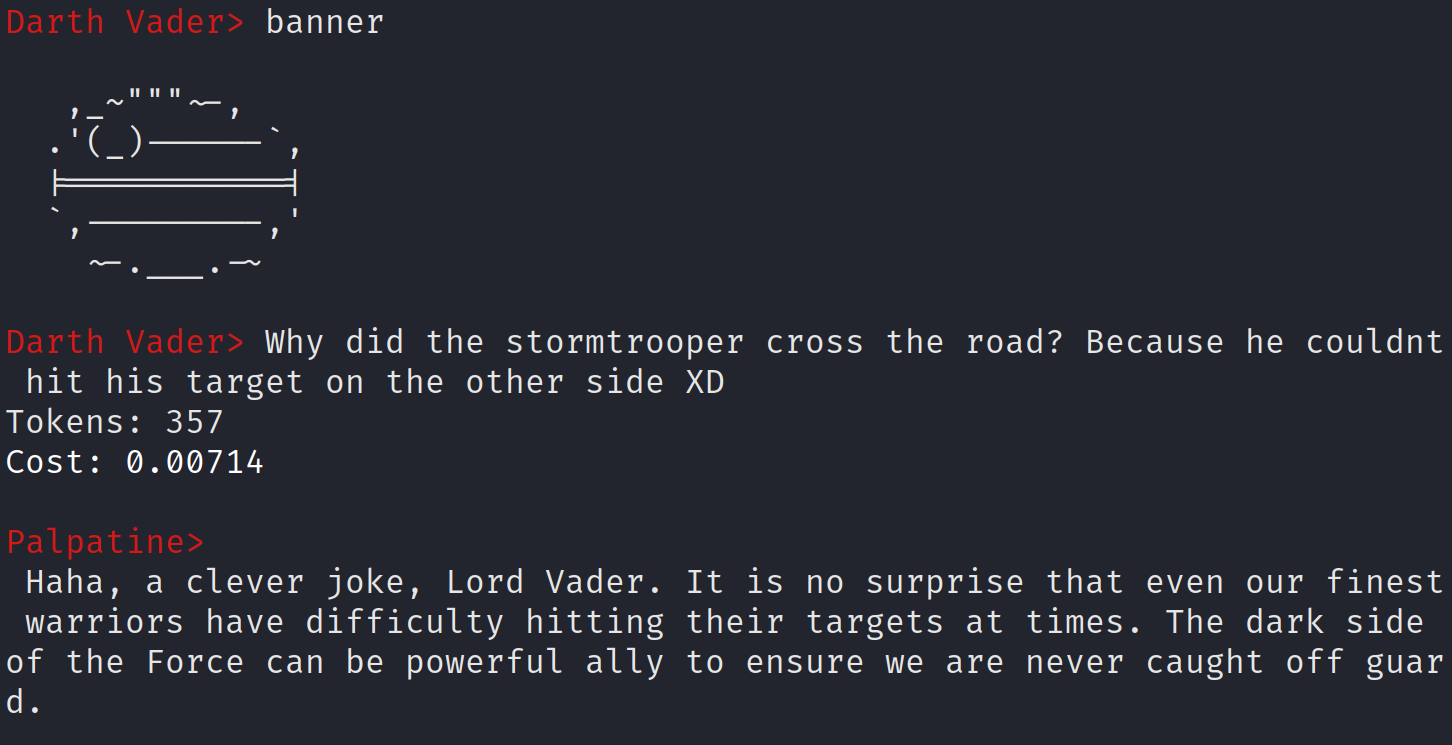 Darth Vader> banner
   ,_~"""~-,
  .'(_)------`,
  |===========|
  `,---------,'
    ~-.___.-~
Darth Vader> Why did the stormtrooper cross the road? Because he couldnt
 hit his target on the other side XD
Tokens: 357
Cost: 0.00714
Palpatine>
 Haha, a clever joke, Lord Vader. It is no surprise that even our finest
 warriors have difficulty hitting their targets at times. The dark side
of the Force can be powerful ally to ensure we are never caught off guar
d.